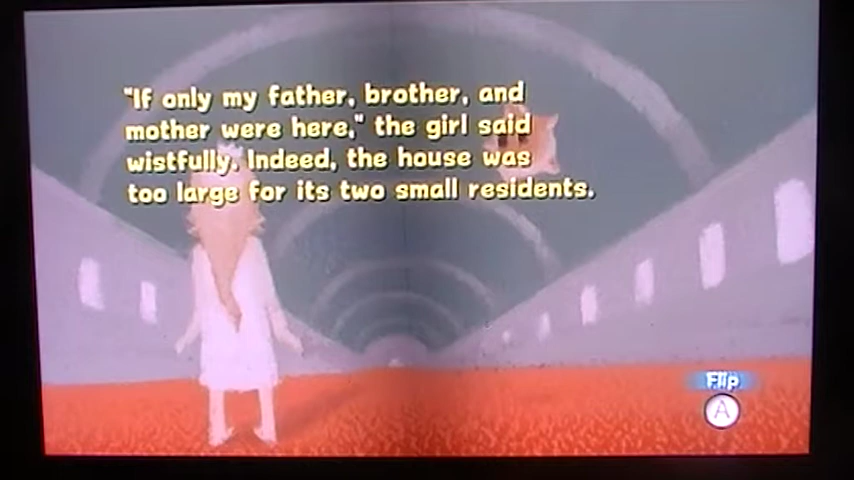 "If only my father, brother, and
mother were here," the girl said
wistfully. Indeed, the house was
too large for its two small residents.
Flip
A